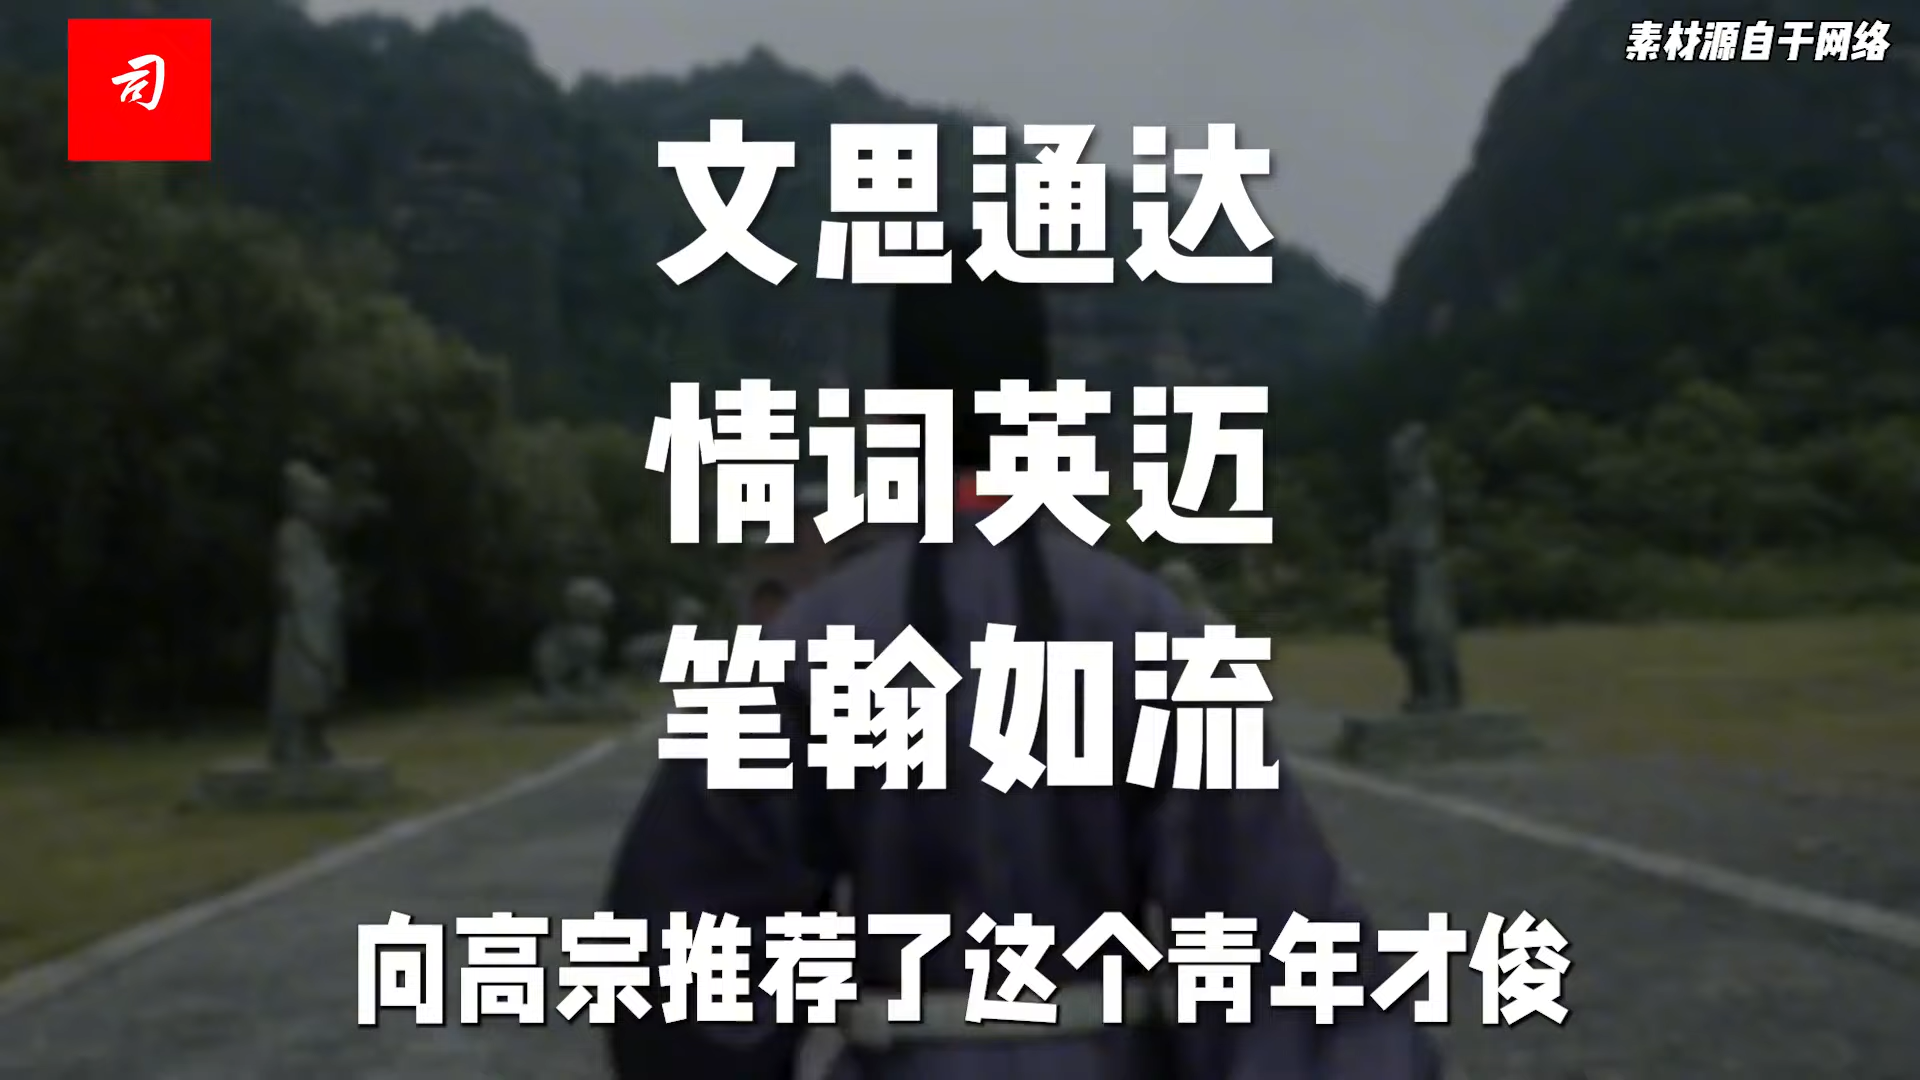 司
素材源自于网络
文思通达
情词英迈
笔翰如流
向高宗推荐了这个青年才俊